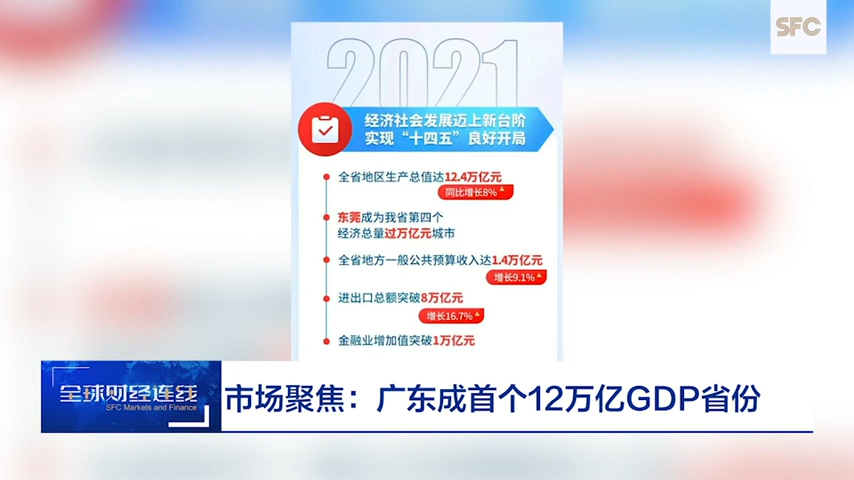 SFC
2021
经济社会发展迈上新台阶
实现“十四五”良好开局
全省地区生产总值达12.4万亿元
同比增长8%
东莞成为我省第四个
经济总量过万亿元城市
全省地方一般公共预算收入达1.4万亿元
增长9.1%
进出口总额突破8万亿元
增长16.7%
金融业增加值突破1万亿元
全球财经连线
SFC Markets and Finance
市场聚焦：广东成首个12万亿GDP省份